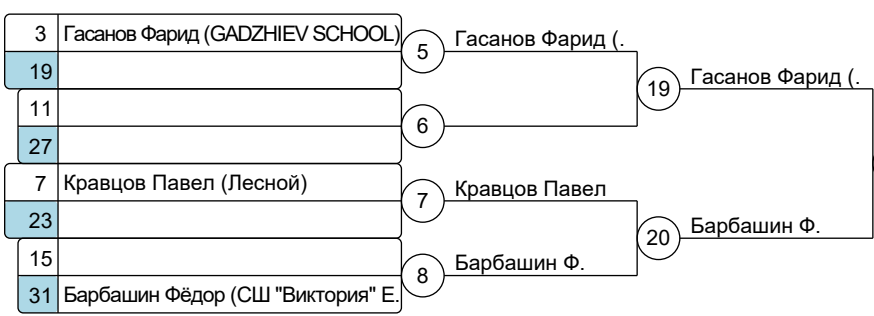 3 Гасанов Фарид (GADZHIEV SCHOOL)
5 Гасанов Фарид (.
19
19 Гасанов Фарид (.
11
6
27
7 Кравцов Павел (Лесной)
7 Кравцов Павел
23
20 Барбашин Ф.
15
8 Барбашин Ф.
31 Барбашин Фёдор (СШ "Виктория" Е.